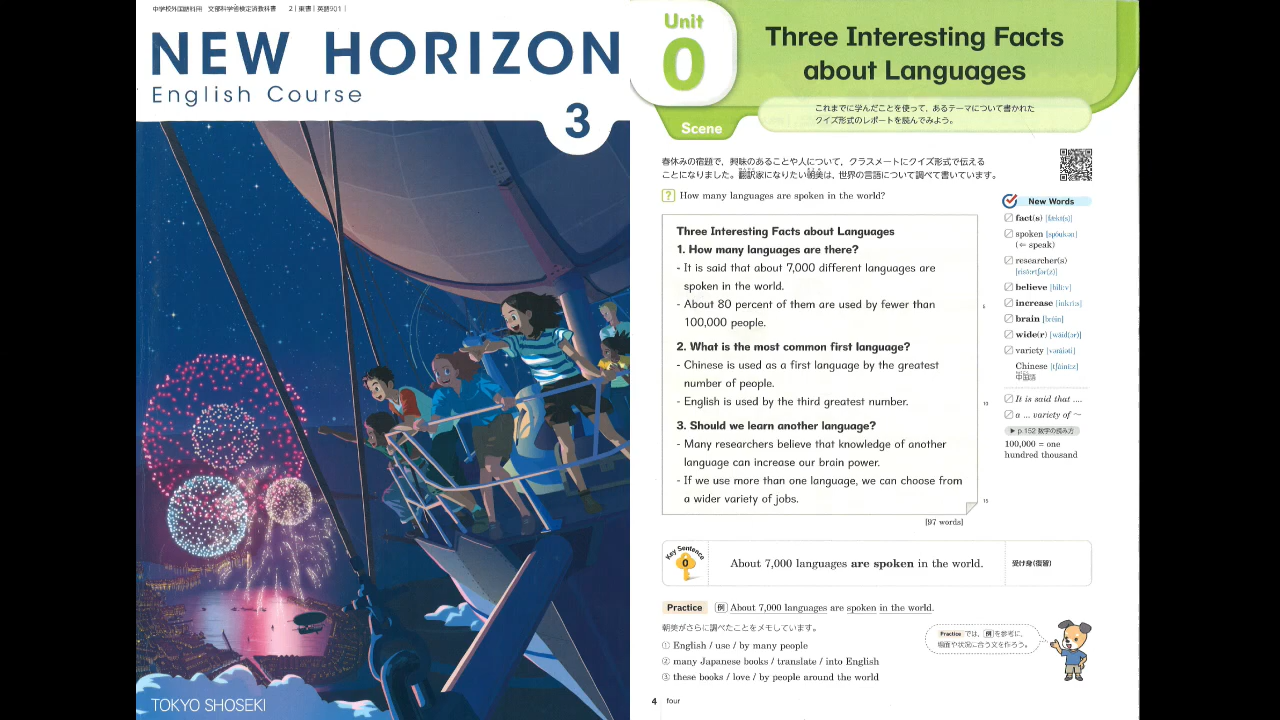 中学校外国語科用 文部科学省検定済教科書 2 | 東書 | 英語901 |
NEW HORIZON
English Course
3
TOKYO SHOSEKI
Unit
0
Three Interesting Facts
about Languages
Scene
これまでに学んだことを使って，あるテーマについて書かれた
クイズ形式のレポートを読んでみよう。
春休みの宿題で，興味のあることや人について，クラスメートにクイズ形式で伝える
ことになりました。翻訳家になりたい朝美は，世界の言語について調べて書いています。
? How many languages are spoken in the world?
Three Interesting Facts about Languages
1. How many languages are there?
- It is said that about 7,000 different languages are
spoken in the world.
- About 80 percent of them are used by fewer than
100,000 people.
2. What is the most common first language?
- Chinese is used as a first language by the greatest
number of people.
- English is used by the third greatest number.
3. Should we learn another language?
- Many researchers believe that knowledge of another
language can increase our brain power.
- If we use more than one language, we can choose from
a wider variety of jobs.
5
10
15
[97 words]
New Words
fact(s) [fækt(s)]
spoken [spóukən]
(⇐ speak)
researcher(s)
believe [bilíːv]
increase [inkríːs]
brain [bréin]
wide(r) [wáid(ər)]
variety [vəráiəti]
Chinese [tʃàiníːz]
中国語
It is said that ....
a ... variety of ～
▶ p.152 数字の読み方
100,000 = one
hundred thousand
Key Sentence
0
About 7,000 languages are spoken in the world.
受け身(復習)
Practice 例 About 7,000 languages are spoken in the world.
朝美がさらに調べたことをメモしています。
① English / use / by many people
② many Japanese books / translate / into English
③ these books / love / by people around the world
Practice では，例を参考に，
場面や状況に合う文を作ろう。
4 four